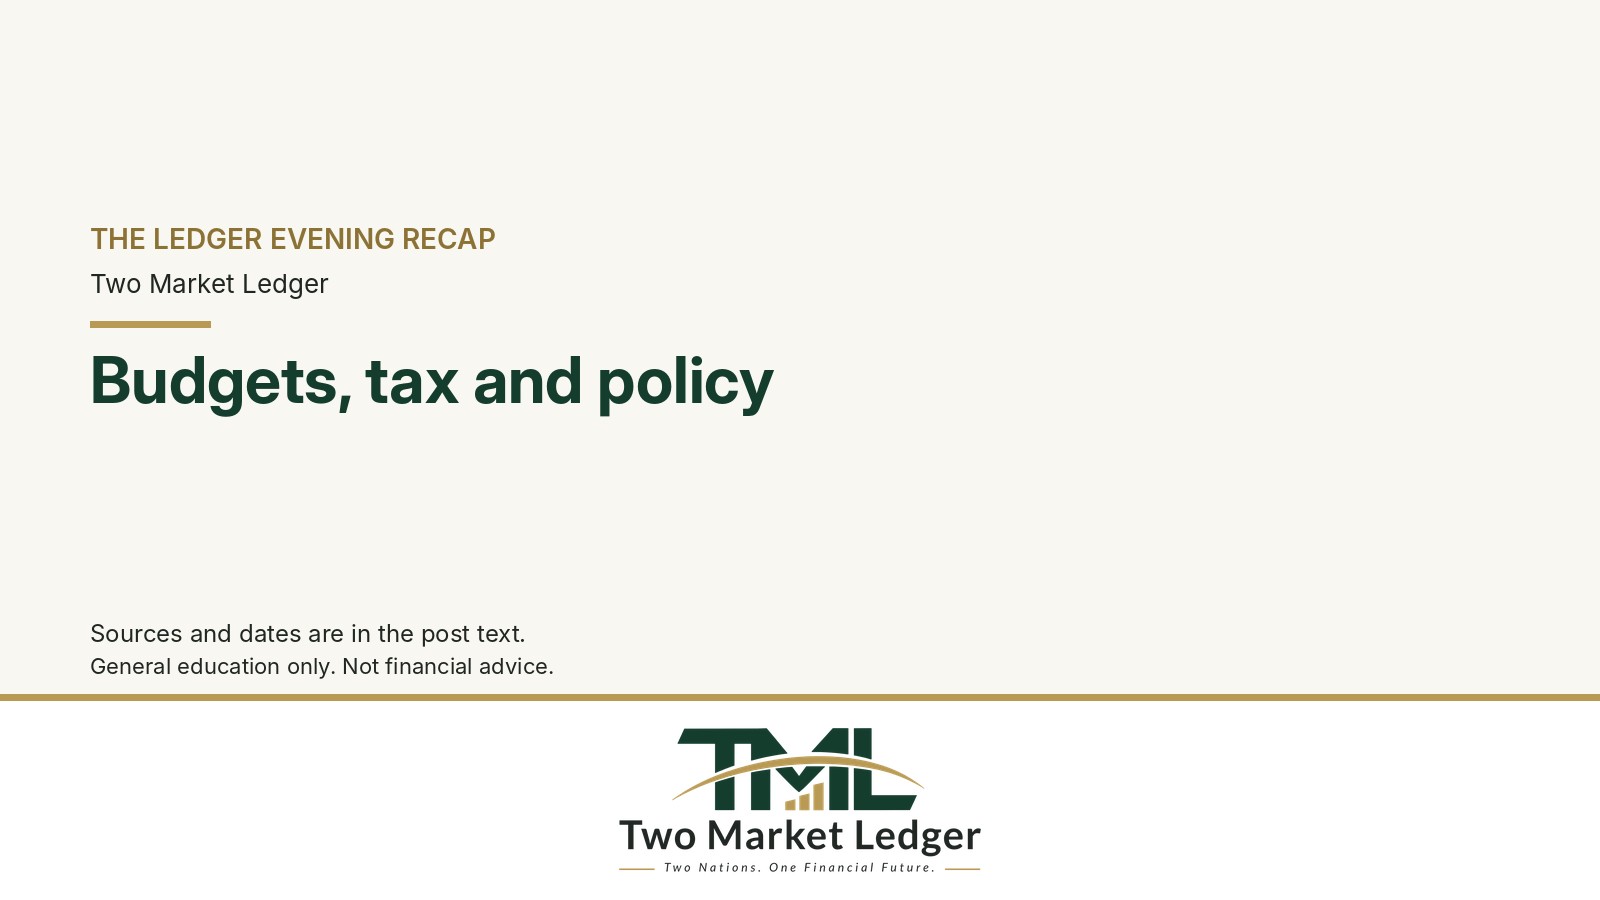 THE LEDGER EVENING RECAP
Two Market Ledger
Budgets, tax and policy
Sources and dates are in the post text.
General education only. Not financial advice.
TML
Two Market Ledger
Two Nations. One Financial Future.